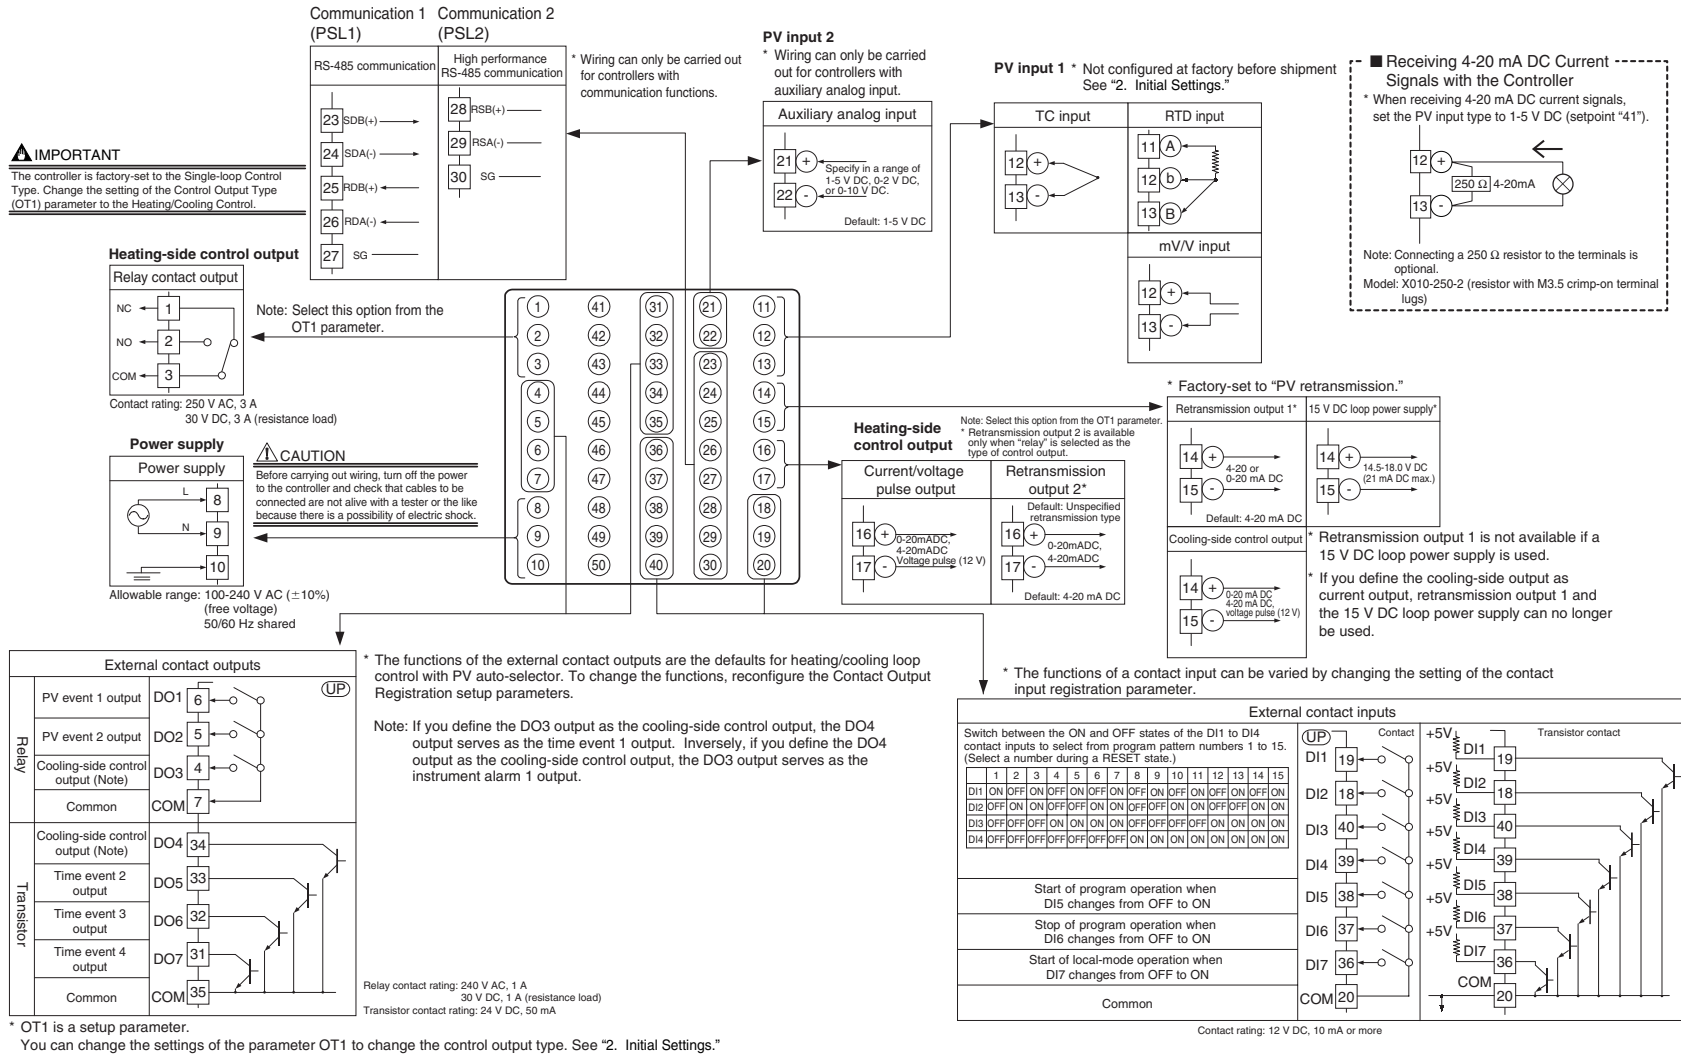 Communication 1
(PSL1)
Communication 2
(PSL2)
RS-485 communication
High performance
RS-485 communication
23 SDB(+)
24 SDA(-)
25 RDB(+)
26 RDA(-)
27 SG
28 RSB(+)
29 RSA(-)
30 SG
* Wiring can only be carried out
for controllers with
communication functions.
PV input 2
* Wiring can only be carried
out for controllers with
auxiliary analog input.
Auxiliary analog input
21 +
22 -
Specify in a range of
1-5 V DC, 0-2 V DC,
or 0-10 V DC.
Default: 1-5 V DC
PV input 1 * Not configured at factory before shipment
See “2. Initial Settings.”
TC input
12 +
13 -
RTD input
11 A
12 b
13 B
mV/V input
12 +
13 -
■ Receiving 4-20 mA DC Current
Signals with the Controller
* When receiving 4-20 mA DC current signals,
set the PV input type to 1-5 V DC (setpoint “41”).
12 +
250 Ω 4-20mA
13 -
Note: Connecting a 250 Ω resistor to the terminals is
optional.
Model: X010-250-2 (resistor with M3.5 crimp-on terminal
lugs)
IMPORTANT
The controller is factory-set to the Single-loop Control
Type. Change the setting of the Control Output Type
(OT1) parameter to the Heating/Cooling Control.
Heating-side control output
Relay contact output
NC 1
NO 2
COM 3
Contact rating: 250 V AC, 3 A
30 V DC, 3 A (resistance load)
Note: Select this option from the
OT1 parameter.
Power supply
Power supply
L 8
N 9
10
Allowable range: 100-240 V AC (±10%)
(free voltage)
50/60 Hz shared
CAUTION
Before carrying out wiring, turn off the power
to the controller and check that cables to be
connected are not alive with a tester or the like
because there is a possibility of electric shock.
1 41 31 21 11
2 42 32 22 12
3 43 33 23 13
4 44 34 24 14
5 45 35 25 15
6 46 36 26 16
7 47 37 27 17
8 48 38 28 18
9 49 39 29 19
10 50 40 30 20
Heating-side
control output
Note: Select this option from the OT1 parameter.
* Retransmission output 2 is available
only when “relay” is selected as the
type of control output.
Current/voltage
pulse output
16 +
17 -
0-20mADC,
4-20mADC
Voltage pulse (12 V)
Retransmission
output 2*
Default: Unspecified
retransmission type
16 +
17 -
0-20mADC,
4-20mADC
Default: 4-20 mA DC
* Factory-set to “PV retransmission.”
Retransmission output 1*
14 +
15 -
4-20 or
0-20 mA DC
Default: 4-20 mA DC
15 V DC loop power supply*
14 +
15 -
14.5-18.0 V DC
(21 mA DC max.)
Cooling-side control output
14 +
15 -
0-20 mA DC
4-20 mA DC,
voltage pulse (12 V)
* Retransmission output 1 is not available if a
15 V DC loop power supply is used.
* If you define the cooling-side output as
current output, retransmission output 1 and
the 15 V DC loop power supply can no longer
be used.
External contact outputs
UP
Relay
PV event 1 output DO1 6
PV event 2 output DO2 5
Cooling-side control
output (Note) DO3 4
Common COM 7
Transistor
Cooling-side control
output (Note) DO4 34
Time event 2
output DO5 33
Time event 3
output DO6 32
Time event 4
output DO7 31
Common COM 35
* The functions of the external contact outputs are the defaults for heating/cooling loop
control with PV auto-selector. To change the functions, reconfigure the Contact Output
Registration setup parameters.
Note: If you define the DO3 output as the cooling-side control output, the DO4
output serves as the time event 1 output. Inversely, if you define the DO4
output as the cooling-side control output, the DO3 output serves as the
instrument alarm 1 output.
Relay contact rating: 240 V AC, 1 A
30 V DC, 1 A (resistance load)
Transistor contact rating: 24 V DC, 50 mA
* The functions of a contact input can be varied by changing the setting of the contact
input registration parameter.
External contact inputs
Switch between the ON and OFF states of the DI1 to DI4
contact inputs to select from program pattern numbers 1 to 15.
(Select a number during a RESET state.)
1 2 3 4 5 6 7 8 9 10 11 12 13 14 15
DI1 ON OFF ON OFF ON OFF ON OFF ON OFF ON OFF ON OFF ON
DI2 OFF ON ON OFF OFF ON ON OFF OFF ON ON OFF OFF ON ON
DI3 OFF OFF OFF ON ON ON ON OFF OFF OFF OFF ON ON ON ON
DI4 OFF OFF OFF OFF OFF OFF OFF ON ON ON ON ON ON ON ON
Start of program operation when
DI5 changes from OFF to ON
Stop of program operation when
DI6 changes from OFF to ON
Start of local-mode operation when
DI7 changes from OFF to ON
Common
UP Contact
DI1 19
DI2 18
DI3 40
DI4 39
DI5 38
DI6 37
DI7 36
COM 20
Transistor contact
+5V DI1 19
+5V DI2 18
+5V DI3 40
+5V DI4 39
+5V DI5 38
+5V DI6 37
+5V DI7 36
COM 20
Contact rating: 12 V DC, 10 mA or more
* OT1 is a setup parameter.
You can change the settings of the parameter OT1 to change the control output type. See “2. Initial Settings.”